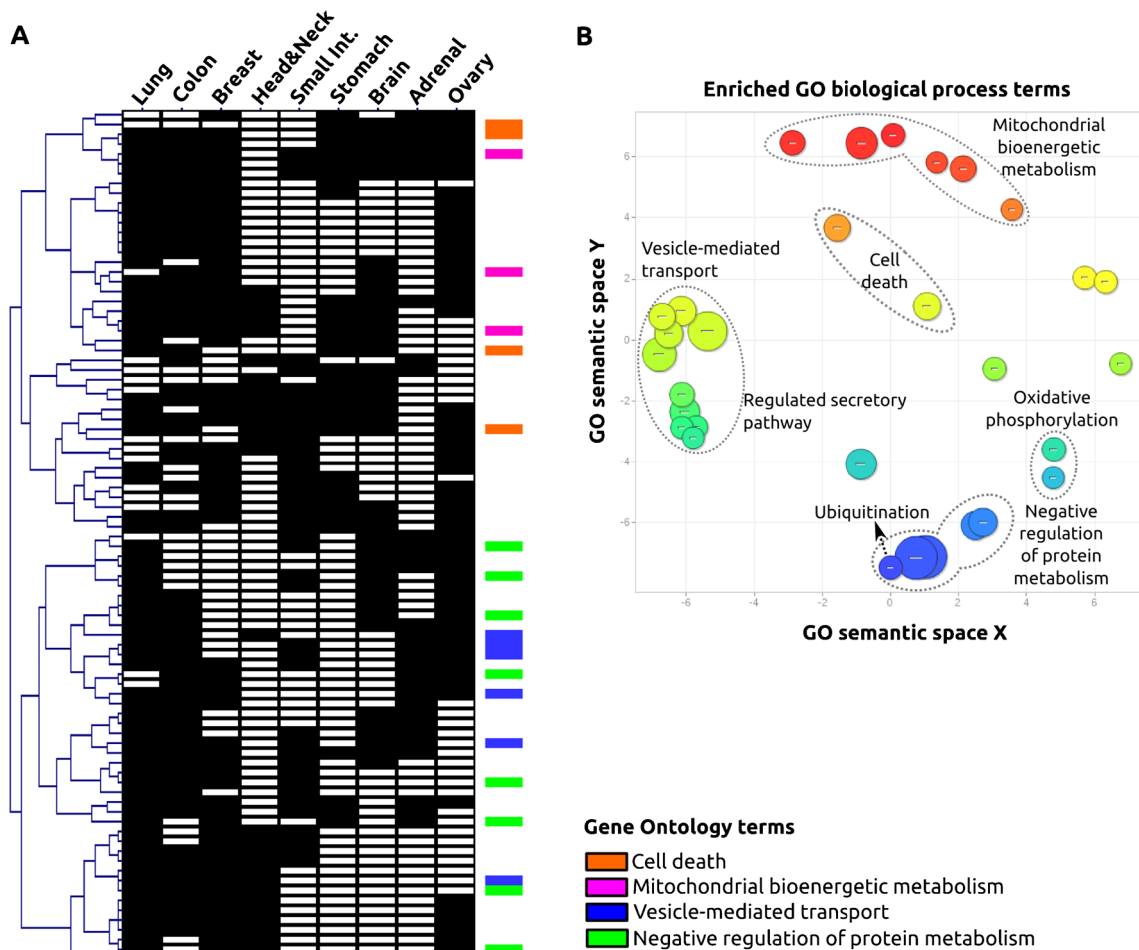 A
Lung
Colon
Breast
Head&Neck
Small Int.
Stomach
Brain
Adrenal
Ovary
B
Enriched GO biological process terms
Mitochondrial
bioenergetic
metabolism
Vesicle-mediated
transport
Cell
death
Regulated secretory
pathway
Oxidative
phosphorylation
Ubiquitination
Negative
regulation
of protein
metabolism
GO semantic space Y
6
4
2
0
-2
-4
-6
-6
-4
-2
0
2
4
6
GO semantic space X
Gene Ontology terms
Cell death
Mitochondrial bioenergetic metabolism
Vesicle-mediated transport
Negative regulation of protein metabolism